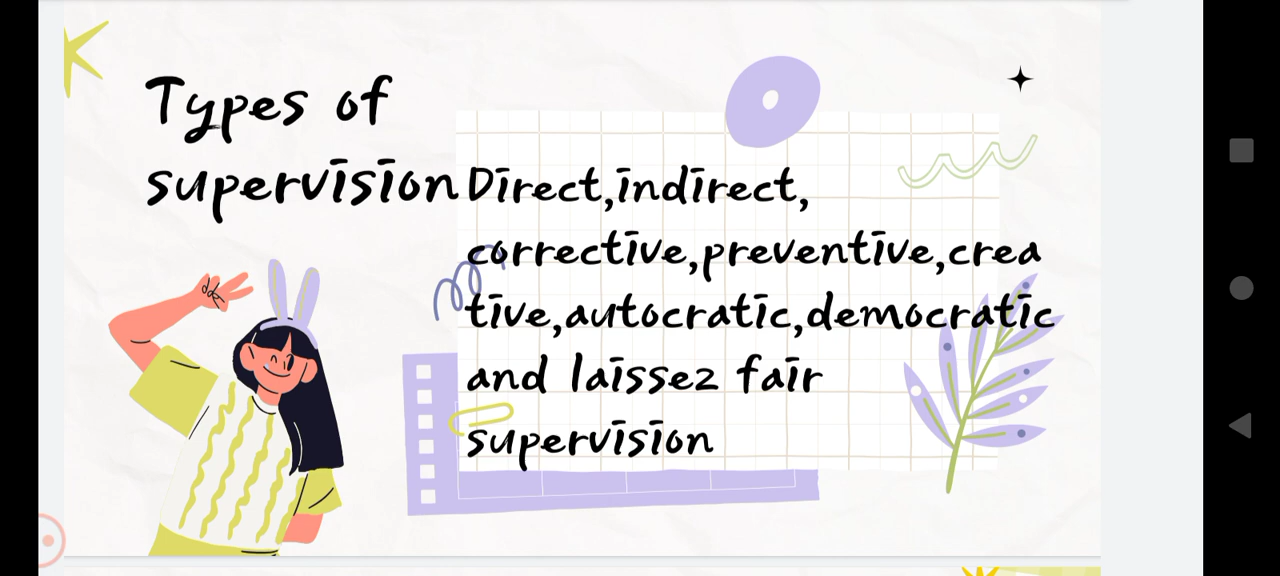 Types of
supervision
Direct,indirect,
corrective,preventive,crea
tive,autocratic,democratic
and laissez fair
supervision